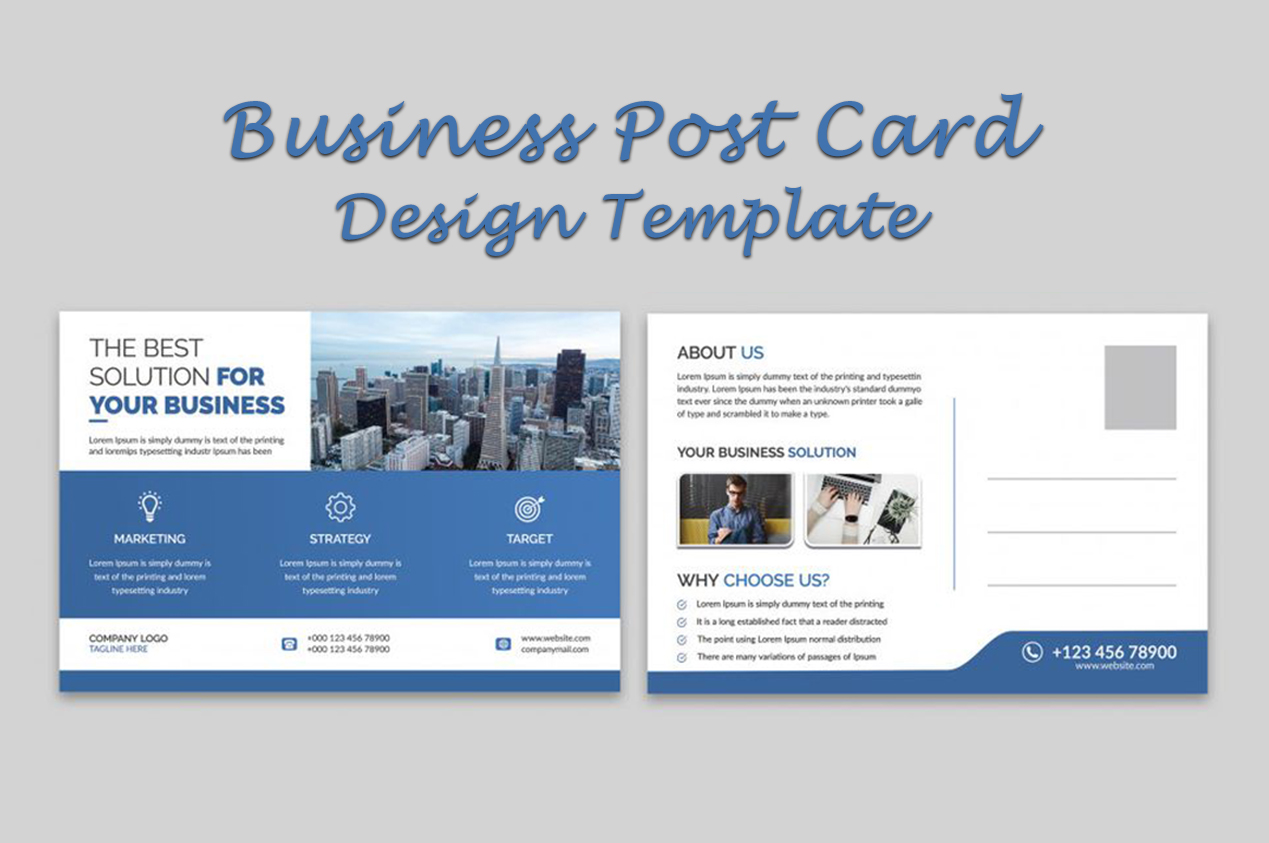 Business Post Card
Design Template
THE BEST
SOLUTION FOR
YOUR BUSINESS
Lorem Ipsum is simply dummy is text of the printing
and loremips typesetting industr Ipsum has been
MARKETING
Lorem Ipsum is simply dummy is
text of the printing and lorem
typesetting industry
STRATEGY
Lorem Ipsum is simply dummy is
text of the printing and lorem
typesetting industry
TARGET
Lorem Ipsum is simply dummy is
text of the printing and lorem
typesetting industry
COMPANY LOGO
TAGLINE HERE
+000 123 456 78900
+000 123 456 78900
www.website.com
companymail.com
ABOUT US
Lorem Ipsum is simply dummy text of the printing and typesettin
industry. Lorem Ipsum has been the industry's standard dummyo
text ever since the dummy when an unknown printer took a galle
of type and scrambled it to make a type.
YOUR BUSINESS SOLUTION
WHY CHOOSE US?
Lorem Ipsum is simply dummy text of the printing
It is a long established fact that a reader distracted
The point using Lorem Ipsum normal distribution
There are many variations of passages of Ipsum
+123 456 78900
www.website.com